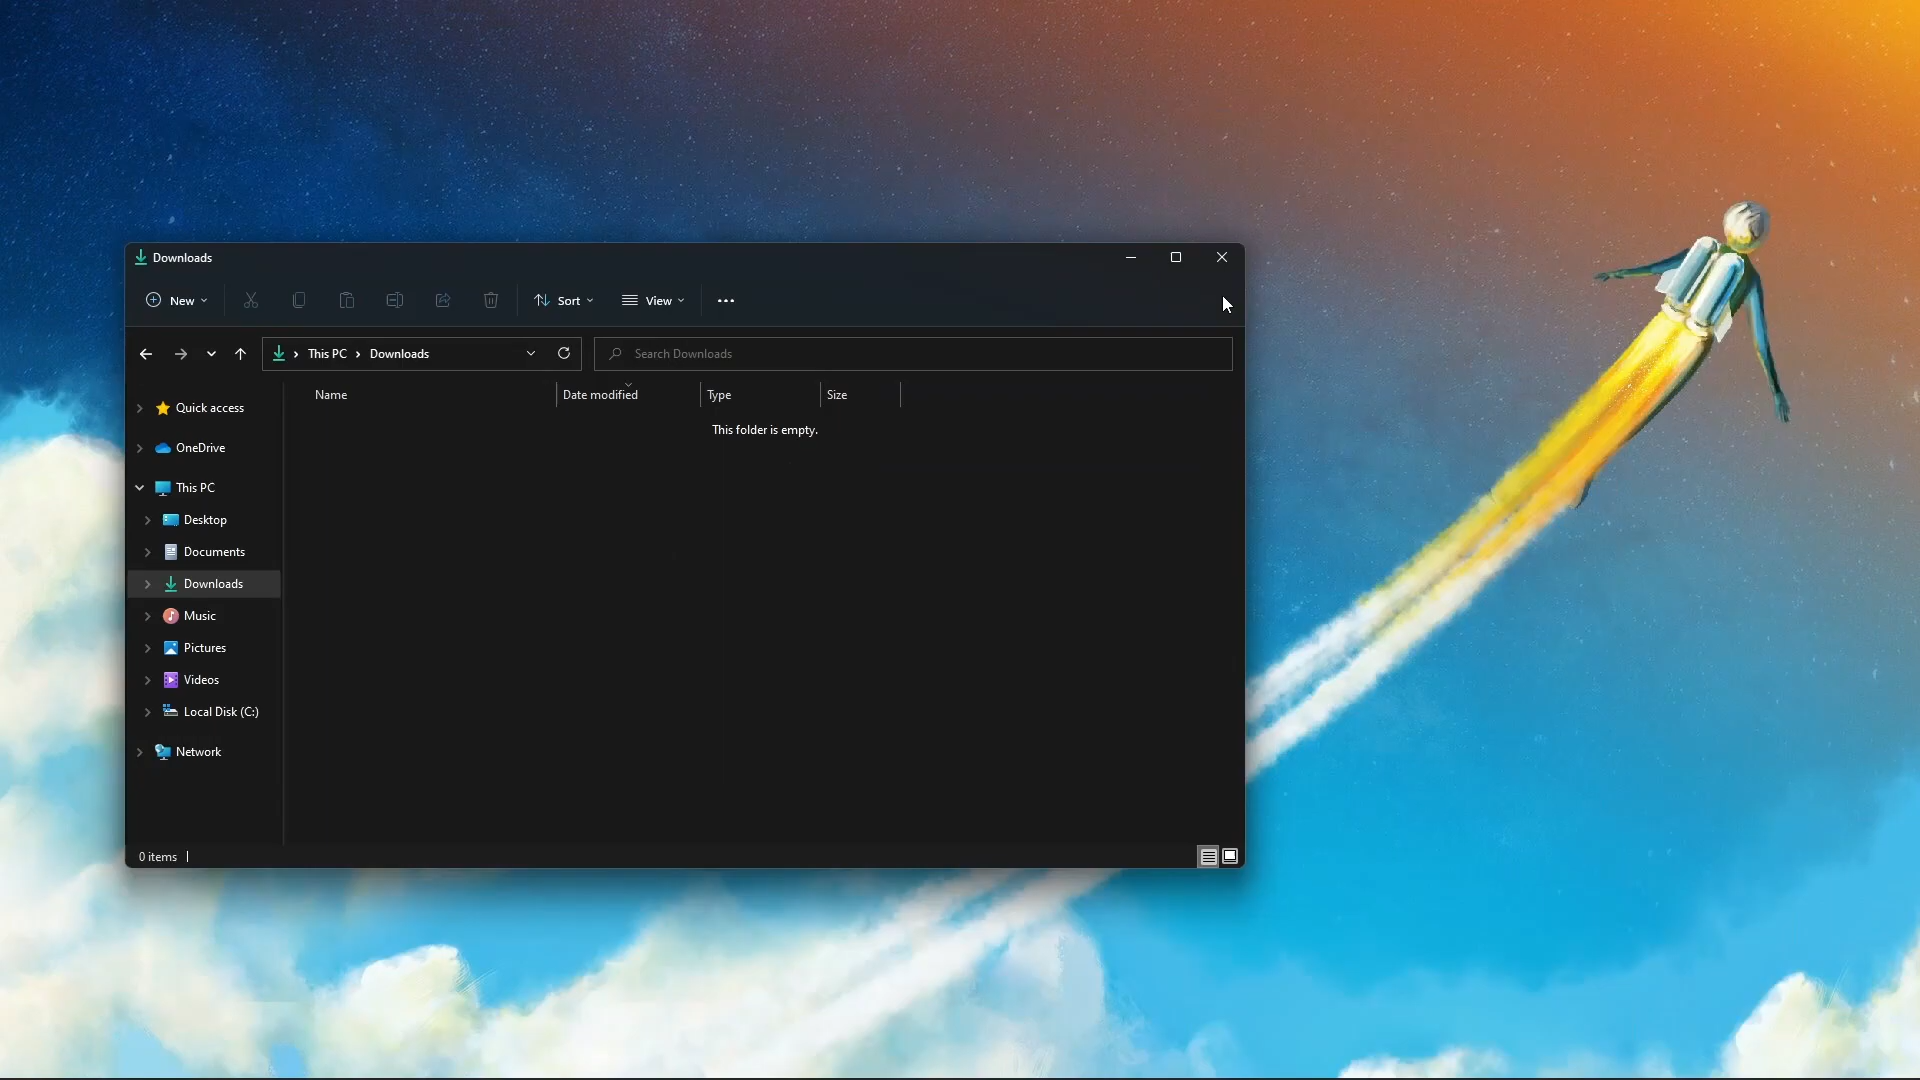 Downloads
New
Sort
View
This PC
Downloads
Search Downloads
Name
Date modified
Type
Size
This folder is empty.
Quick access
OneDrive
This PC
Desktop
Documents
Downloads
Music
Pictures
Videos
Local Disk (C:)
Network
0 items